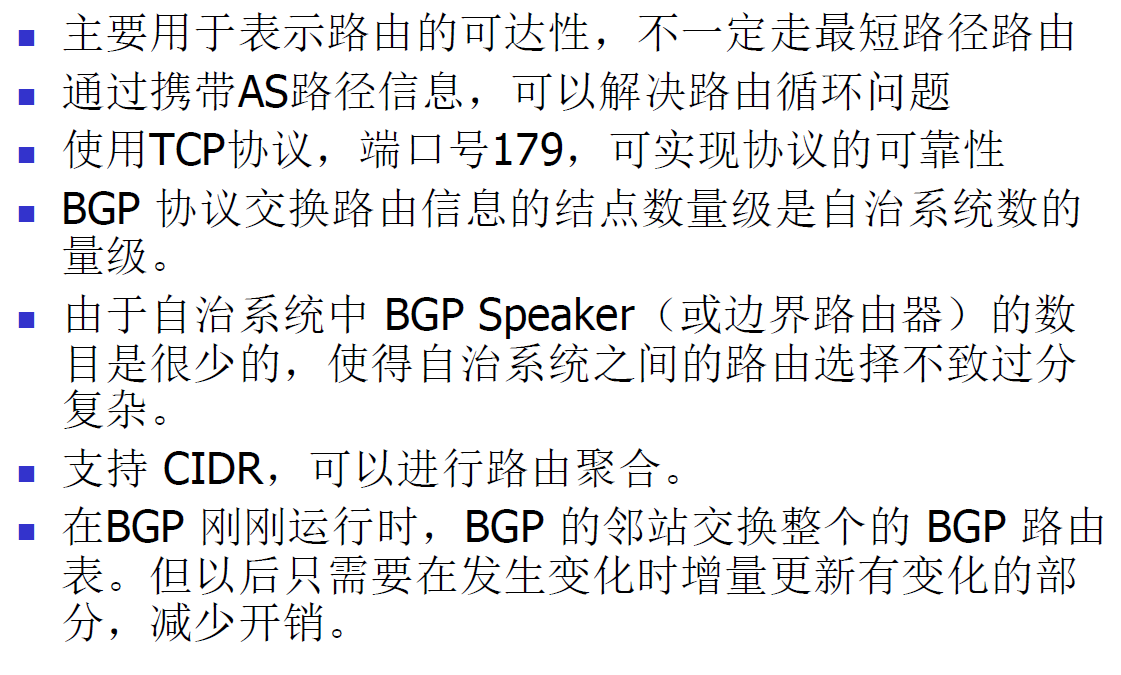 主要用于表示路由的可达性，不一定走最短路径路由
通过携带AS路径信息，可以解决路由循环问题
使用TCP协议，端口号179，可实现协议的可靠性
BGP 协议交换路由信息的结点数量级是自治系统数的
量级。
由于自治系统中 BGP Speaker（或边界路由器）的数
目是很少的，使得自治系统之间的路由选择不致过分
复杂。
支持 CIDR，可以进行路由聚合。
在BGP 刚刚运行时，BGP 的邻站交换整个的 BGP 路由
表。但以后只需要在发生变化时增量更新有变化的部
分，减少开销。